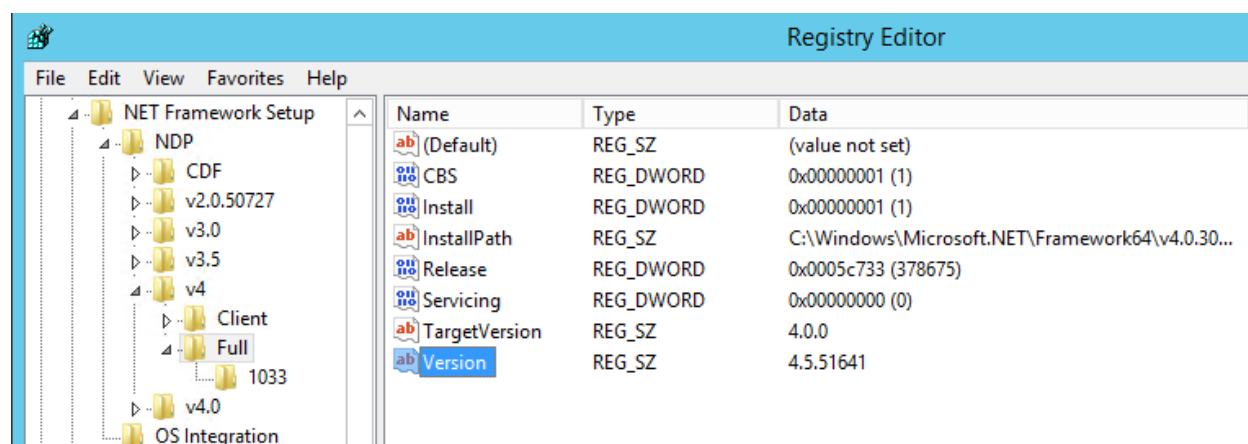 Registry Editor
File Edit View Favorites Help
NET Framework Setup
NDP
CDF
v2.0.50727
v3.0
v3.5
v4
Client
Full
1033
v4.0
OS Integration
Name Type Data
(Default) REG_SZ (value not set)
CBS REG_DWORD 0x00000001 (1)
Install REG_DWORD 0x00000001 (1)
InstallPath REG_SZ C:\Windows\Microsoft.NET\Framework64\v4.0.30...
Release REG_DWORD 0x0005c733 (378675)
Servicing REG_DWORD 0x00000000 (0)
TargetVersion REG_SZ 4.0.0
Version REG_SZ 4.5.51641